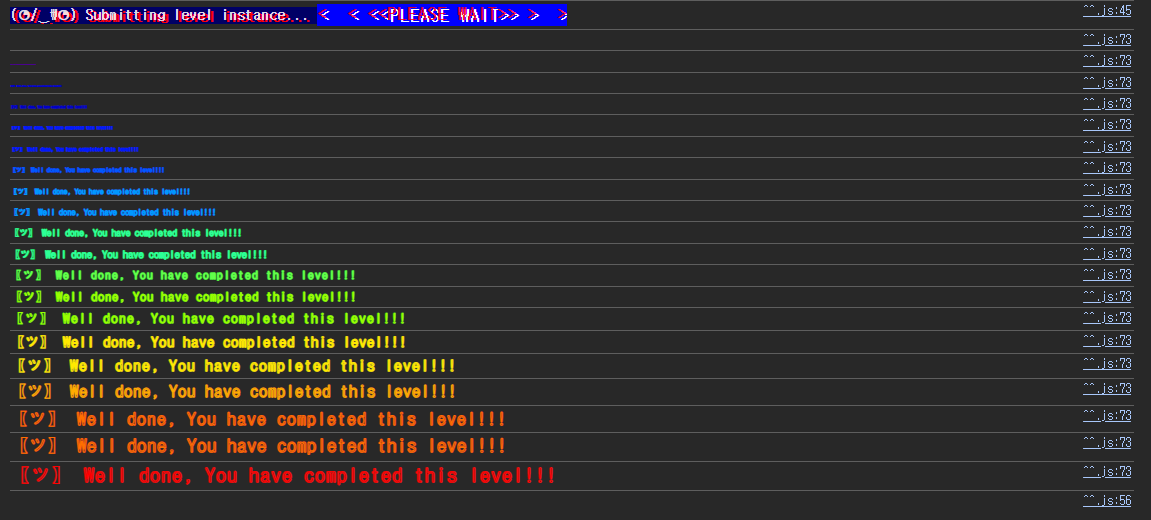 Submitting level instance... < < <<PLEASE WAIT>> > > ^^.js:45
^^.js:73
^^.js:73
^^.js:73
^^.js:73
^^.js:73
^^.js:73
〖ツ〗 Well done, You have completed this level!!! ^^.js:73
〖ツ〗 Well done, You have completed this level!!! ^^.js:73
〖ツ〗 Well done, You have completed this level!!! ^^.js:73
〖ツ〗 Well done, You have completed this level!!! ^^.js:73
〖ツ〗 Well done, You have completed this level!!! ^^.js:73
〖ツ〗 Well done, You have completed this level!!! ^^.js:73
〖ツ〗 Well done, You have completed this level!!! ^^.js:73
〖ツ〗 Well done, You have completed this level!!! ^^.js:73
〖ツ〗 Well done, You have completed this level!!! ^^.js:73
〖ツ〗 Well done, You have completed this level!!! ^^.js:73
〖ツ〗 Well done, You have completed this level!!! ^^.js:73
〖ツ〗 Well done, You have completed this level!!! ^^.js:73
〖ツ〗 Well done, You have completed this level!!! ^^.js:73
〖ツ〗 Well done, You have completed this level!!! ^^.js:73
^^.js:56